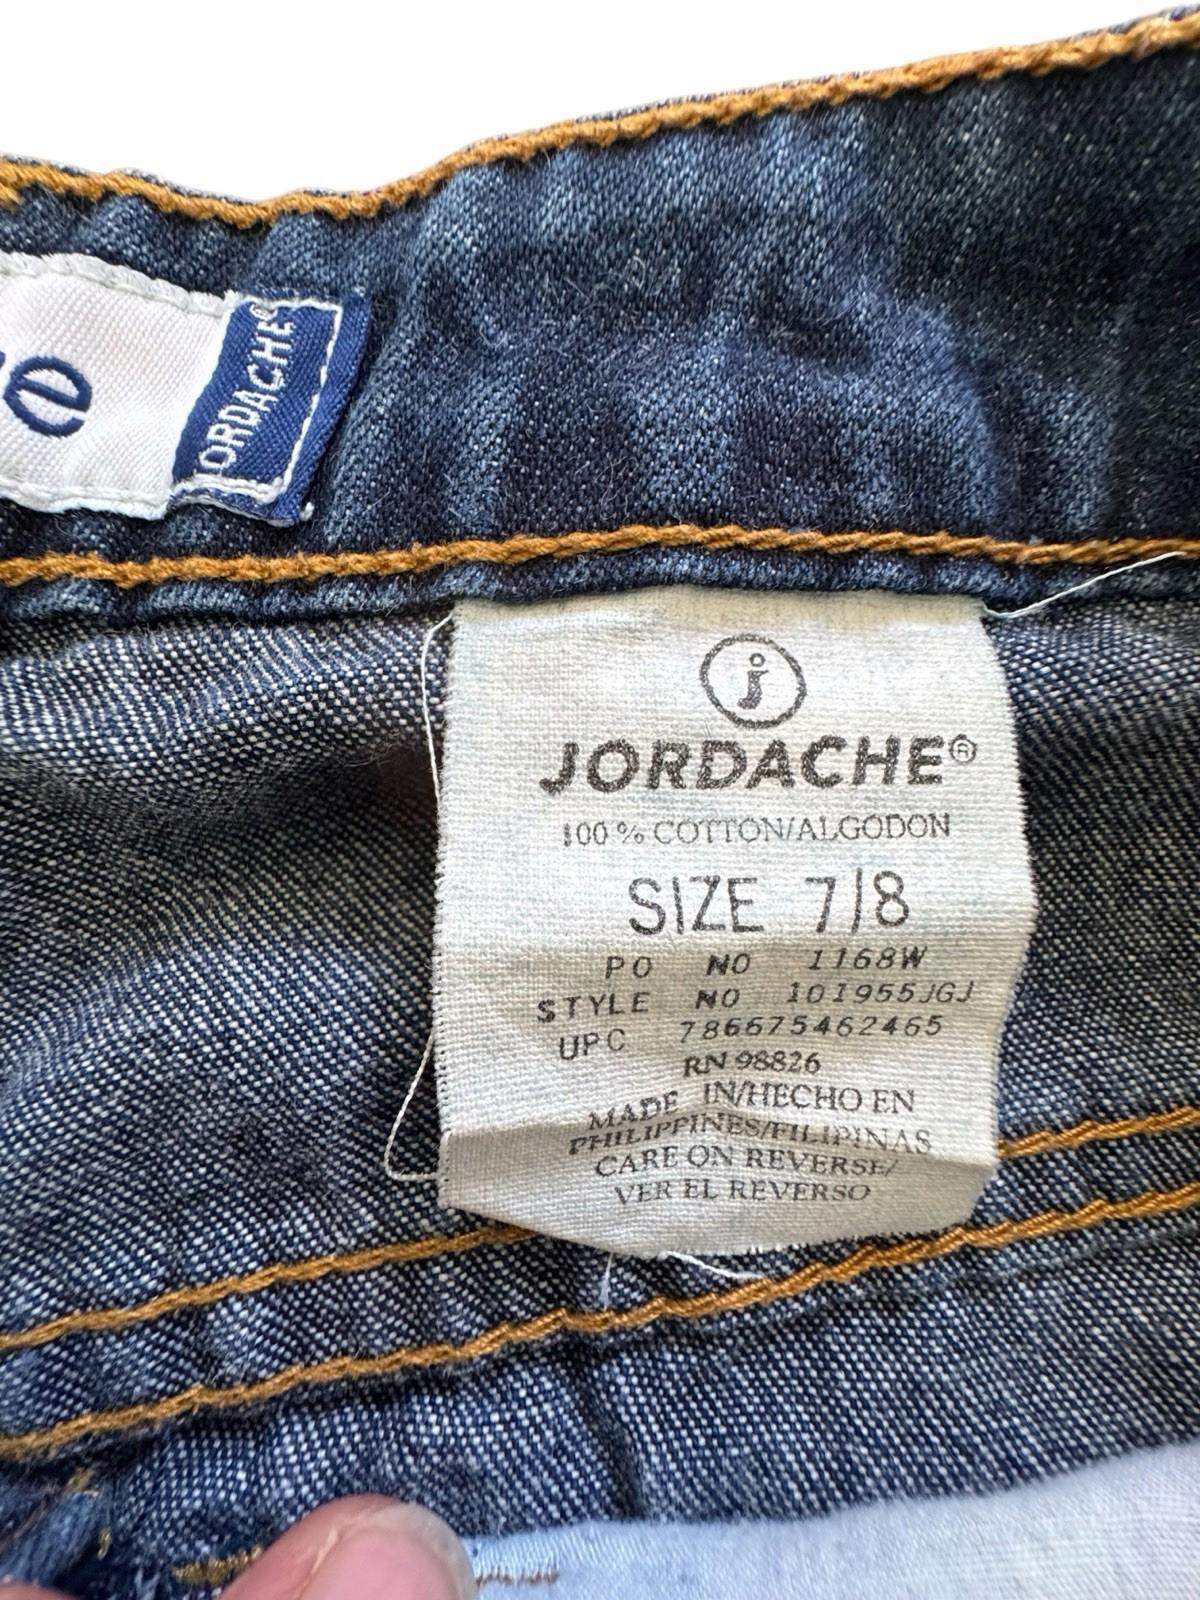 e
JORDACHE®
j
JORDACHE®
100% COTTON/ALGODON
SIZE 7/8
PO NO 1168W
STYLE NO 101955JGJ
UPC 786675462465
RN 98826
MADE IN/HECHO EN
PHILIPPINES/FILIPINAS
CARE ON REVERSE/
VER EL REVERSO